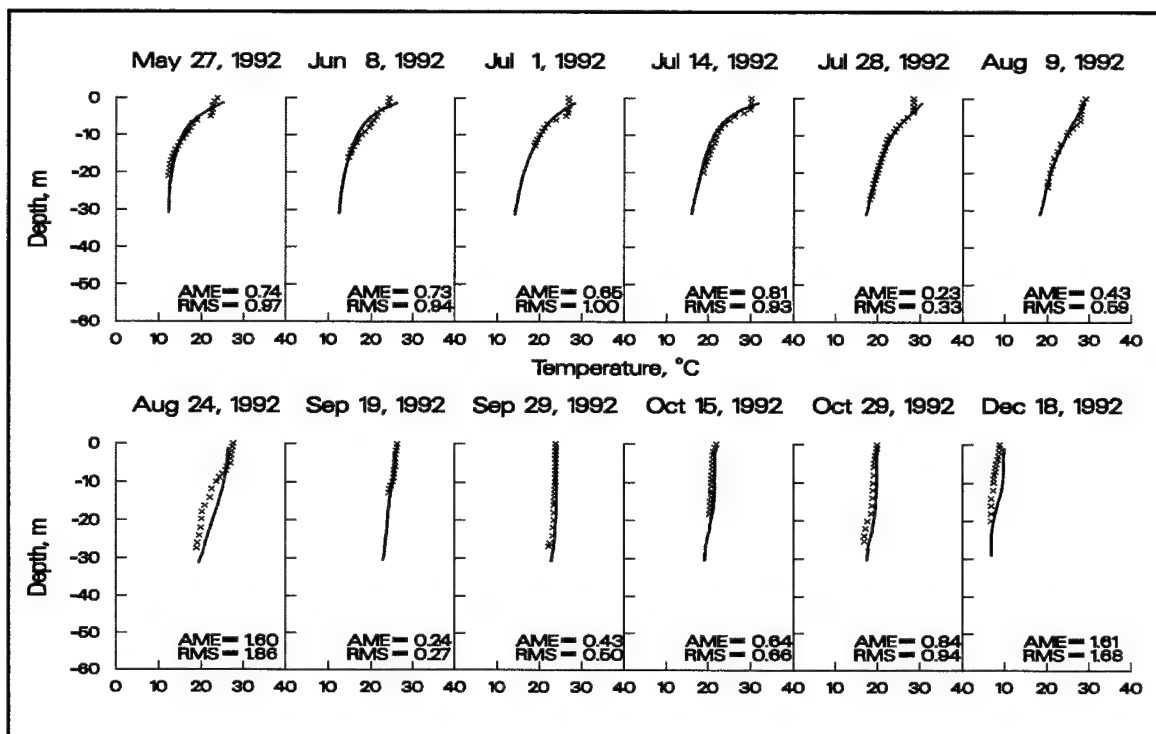 May 27, 1992 Jun 8, 1992 Jul 1, 1992 Jul 14, 1992 Jul 28, 1992 Aug 9, 1992
0
-10
-20
-30
-40
-50
-60
Depth, m
AME= 0.74 AME= 0.73 AME= 0.65 AME= 0.81 AME= 0.23 AME= 0.43
RMS= 0.97 RMS= 0.94 RMS= 1.00 RMS= 0.93 RMS= 0.33 RMS= 0.59
0 10 20 30 40 10 20 30 40 10 20 30 40 10 20 30 40 10 20 30 40 10 20 30 40
Temperature, °C
Aug 24, 1992 Sep 19, 1992 Sep 29, 1992 Oct 15, 1992 Oct 29, 1992 Dec 18, 1992
0
-10
-20
-30
-40
-50
-60
Depth, m
AME= 1.60 AME= 0.24 AME= 0.43 AME= 0.64 AME= 0.84 AME= 1.61
RMS= 1.86 RMS= 0.27 RMS= 0.50 RMS= 0.66 RMS= 0.94 RMS= 1.68
0 10 20 30 40 10 20 30 40 10 20 30 40 10 20 30 40 10 20 30 40 10 20 30 40